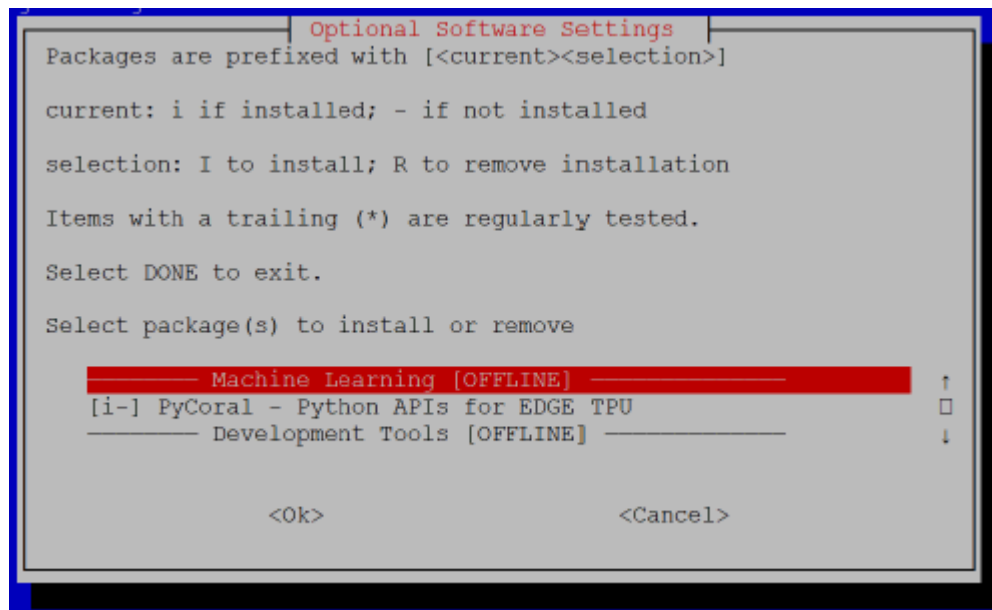 Optional Software Settings
Packages are prefixed with [<current><selection>]
current: i if installed; - if not installed
selection: I to install; R to remove installation
Items with a trailing (*) are regularly tested.
Select DONE to exit.
Select package(s) to install or remove
Machine Learning [OFFLINE]
[i-] PyCoral - Python APIs for EDGE TPU
Development Tools [OFFLINE]
<Ok> <Cancel>